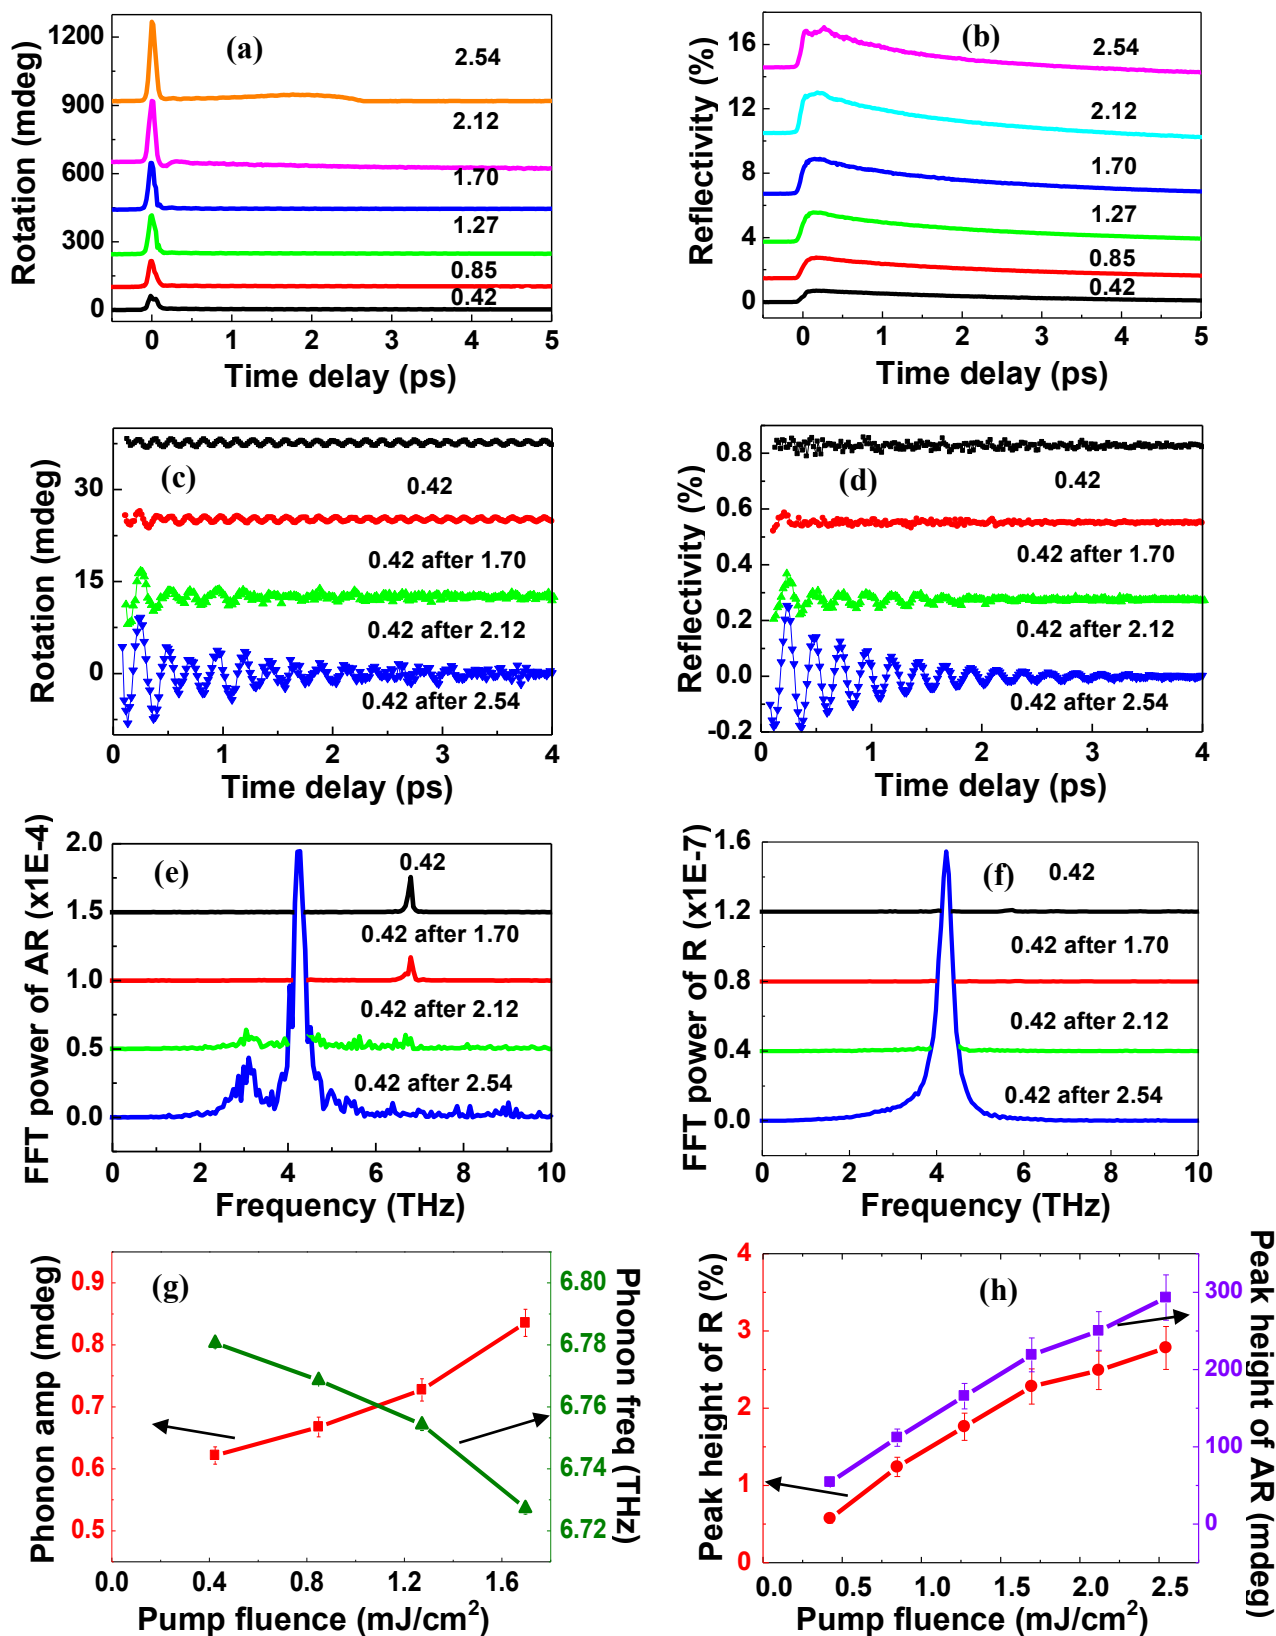 Rotation (mdeg)
1200
900
600
300
0
(a)
2.54
2.12
1.70
1.27
0.85
0.42
0 1 2 3 4 5
Time delay (ps)
Reflectivity (%)
16
12
8
4
0
(b)
2.54
2.12
1.70
1.27
0.85
0.42
0 1 2 3 4 5
Time delay (ps)
Rotation (mdeg)
30
15
0
(c)
0.42
0.42 after 1.70
0.42 after 2.12
0.42 after 2.54
0 1 2 3 4
Time delay (ps)
Reflectivity (%)
0.8
0.6
0.4
0.2
0.0
-0.2
(d)
0.42
0.42 after 1.70
0.42 after 2.12
0.42 after 2.54
0 1 2 3 4
Time delay (ps)
FFT power of AR (x1E-4)
2.0
1.5
1.0
0.5
0.0
(e)
0.42
0.42 after 1.70
0.42 after 2.12
0.42 after 2.54
0 2 4 6 8 10
Frequency (THz)
FFT power of R (x1E-7)
1.6
1.2
0.8
0.4
0.0
(f)
0.42
0.42 after 1.70
0.42 after 2.12
0.42 after 2.54
0 2 4 6 8 10
Frequency (THz)
Phonon amp (mdeg)
0.9
0.8
0.7
0.6
0.5
(g)
6.80
6.78
6.76
6.74
6.72
Phonon freq (THz)
0.0 0.4 0.8 1.2 1.6
Pump fluence (mJ/cm²)
Peak height of R (%)
4
3
2
1
0
(h)
300
200
100
0
Peak height of AR (mdeg)
0.0 0.5 1.0 1.5 2.0 2.5
Pump fluence (mJ/cm²)